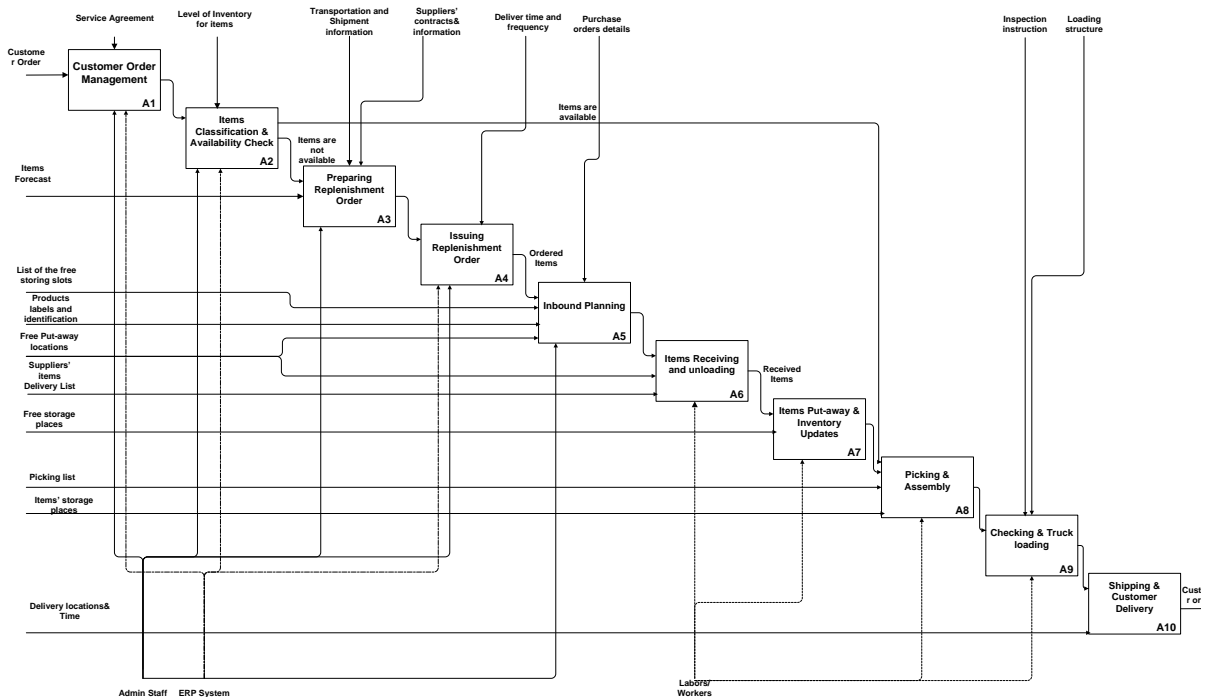 Service Agreement
Level of Inventory
for items
Transportation and
Shipment
information
Suppliers'
contracts&
information
Deliver time and
frequency
Purchase
orders details
Inspection
instruction
Loading
structure
Custome
r Order
Customer Order
Management
A1
Items
Classification &
Availability Check
A2
Items are
available
Items are
not
available
Items
Forecast
Preparing
Replenishment
Order
A3
Issuing
Replenishment
Order
A4
Ordered
Items
List of the free
storing slots
Products
labels and
identification
Inbound Planning
A5
Free Put-away
locations
Suppliers'
items
Delivery List
Items Receiving
and unloading
A6
Received
Items
Free storage
places
Items Put-away &
Inventory
Updates
A7
Picking list
Items' storage
places
Picking &
Assembly
A8
Checking & Truck
loading
A9
Delivery locations&
Time
Shipping &
Customer
Delivery
A10
Cust
r or
Admin Staff
ERP System
Labors/
Workers